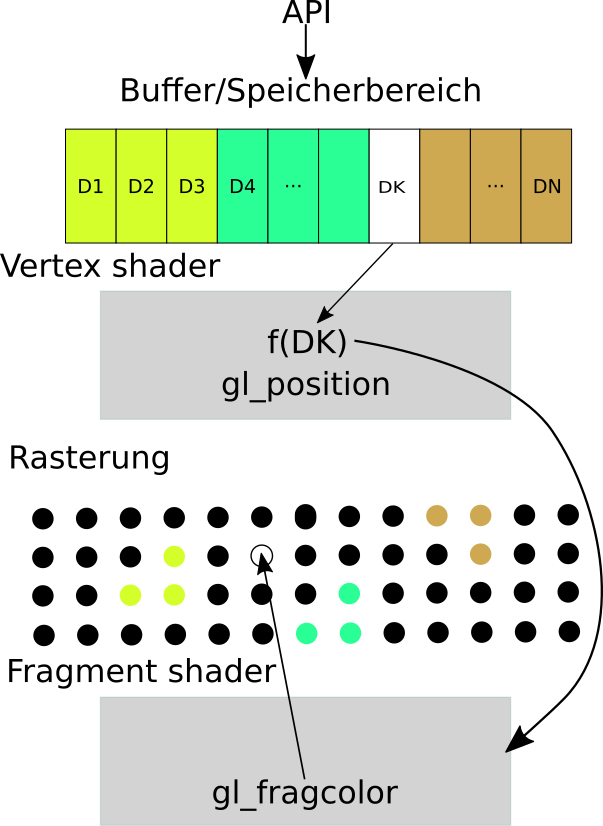 API
Buffer/Speicherbereich
D1 D2 D3 D4 ... DK ... DN
Vertex shader
f(DK)
gl_position
Rasterung
Fragment shader
gl_fragcolor